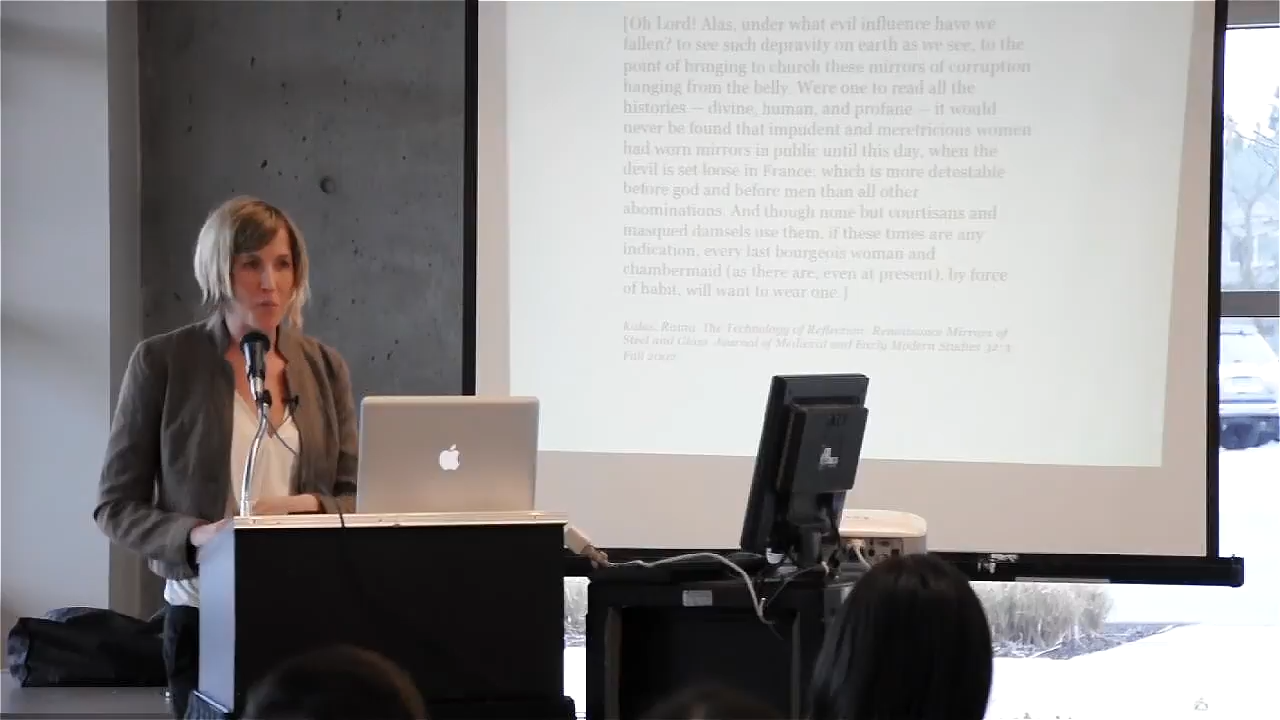 [Oh Lord! Alas, under what evil influence have we
fallen? to see such depravity on earth as we see, to the
point of bringing to church these mirrors of corruption
hanging from the belly. Were one to read all the
histories — divine, human, and profane — it would
never be found that impudent and meretricious women
had worn mirrors in public until this day, when the
devil is set loose in France; which is more detestable
before god and before men than all other
abominations. And though none but courtisans and
masqued damsels use them, if these times are any
indication, every last bourgeois woman and
chambermaid (as there are, even at present), by force
of habit, will want to wear one.]
Kalas, Rayna. The Technology of Reflection: Renaissance Mirrors of
Steel and Glass. Journal of Medieval and Early Modern Studies 32:3
Fall 2002